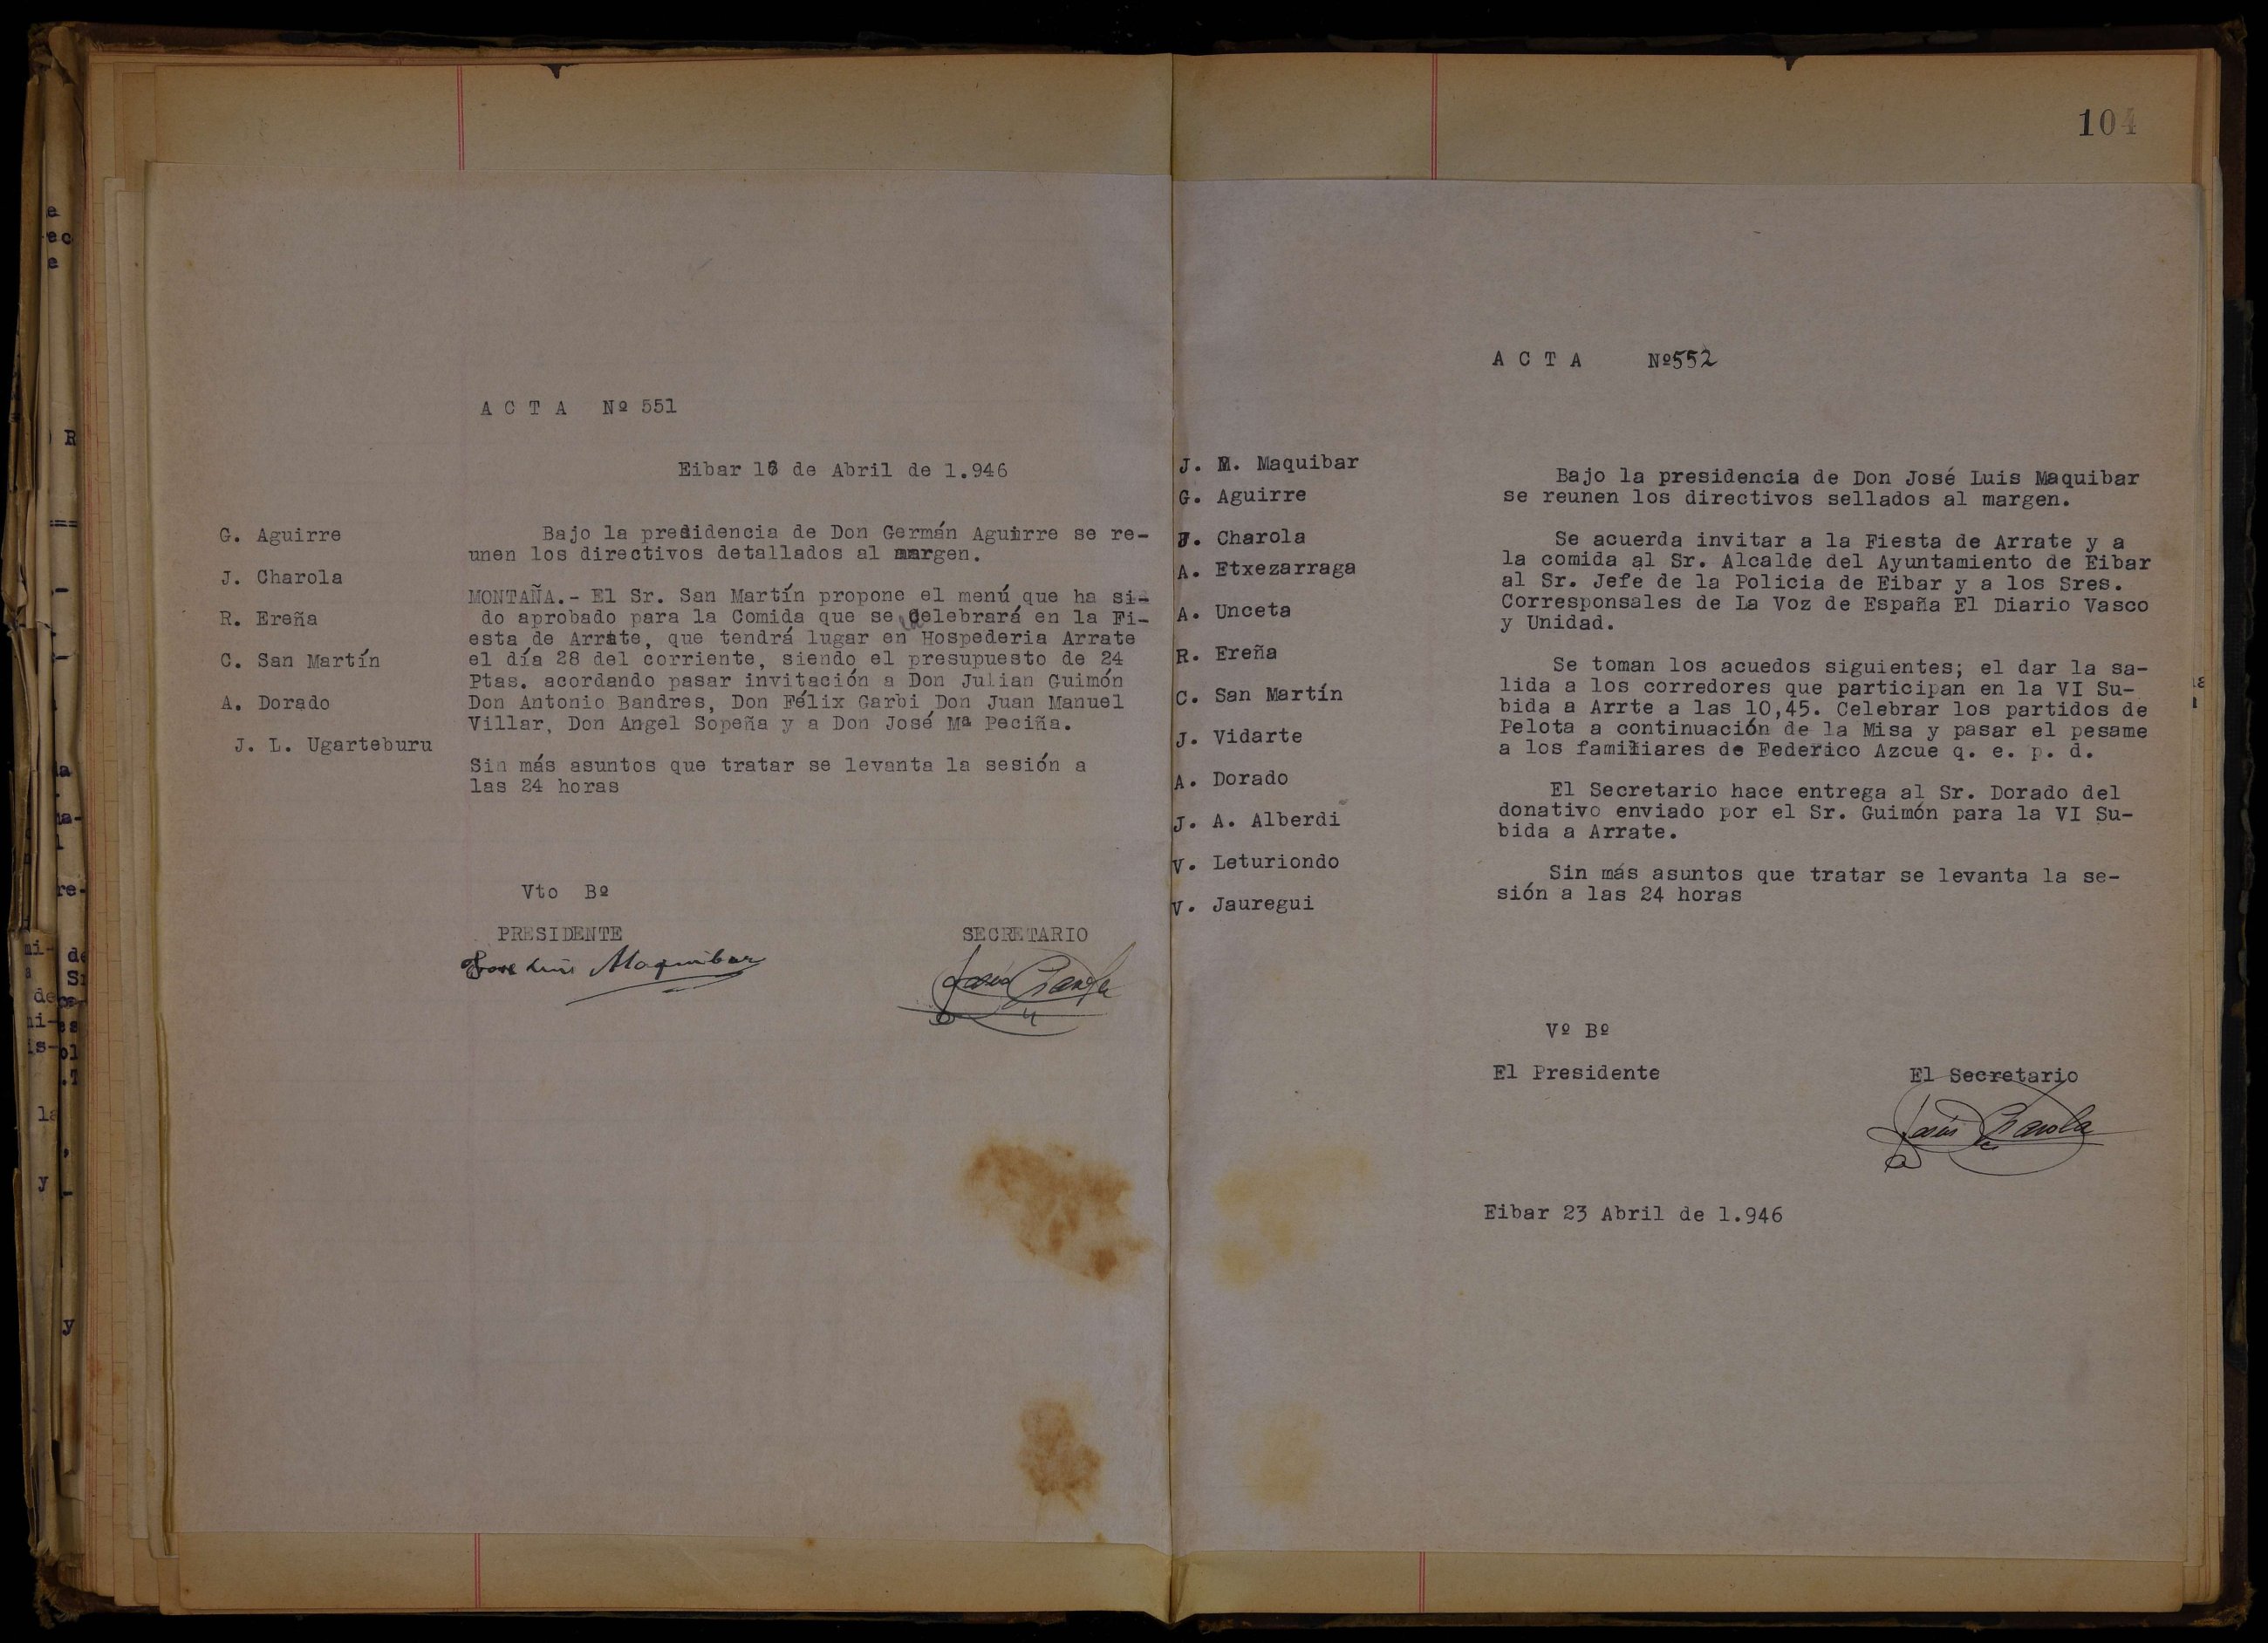 A C T A Nº 551
Eibar 16 de Abril de 1.946
G. Aguirre
J. Charola
R. Ereña
C. San Martín
A. Dorado
J. L. Ugarteburu
Bajo la presidencia de Don Germán Aguirre se re-
unen los directivos detallados al margen.
MONTAÑA.- El Sr. San Martín propone el menú que ha si-
do aprobado para la Comida que se celebrará en la Fi-
esta de Arrate, que tendrá lugar en la Hospederia Arrate
el día 28 del corriente, siendo el presupuesto de 24
Ptas. acordando pasar invitación a Don Julian Guimón
Don Antonio Bandres, Don Félix Garbi Don Juan Manuel
Villar, Don Angel Sopeña y a Don José Mª Peciña.
Sin más asuntos que tratar se levanta la sesión a
las 24 horas
Vto Bº
PRESIDENTE SECRETARIO
Jose Luis Maquibar Jesús Charola
104
A C T A Nº552
J. M. Maquibar
G. Aguirre
J. Charola
A. Etxezarraga
A. Unceta
R. Ereña
C. San Martín
J. Vidarte
A. Dorado
J. A. Alberdi
V. Leturiondo
V. Jauregui
Bajo la presidencia de Don José Luis Maquibar
se reunen los directivos sellados al margen.
Se acuerda invitar a la Fiesta de Arrate y a
la comida al Sr. Alcalde del Ayuntamiento de Eibar
al Sr. Jefe de la Policia de Eibar y a los Sres.
Corresponsales de La Voz de España El Diario Vasco
y Unidad.
Se toman los acuedos siguientes; el dar la sa-
lida a los corredores que participan en la VI Su-
bida a Arrte a las 10,45. Celebrar los partidos de
Pelota a continuación de la Misa y pasar el pesame
a los familiares de Federico Azcue q. e. p. d.
El Secretario hace entrega al Sr. Dorado del
donativo enviado por el Sr. Guimón para la VI Su-
bida a Arrate.
Sin más asuntos que tratar se levanta la se-
sión a las 24 horas
Vº Bº
El Presidente El Secretario
Jesús Charola
Eibar 23 Abril de 1.946